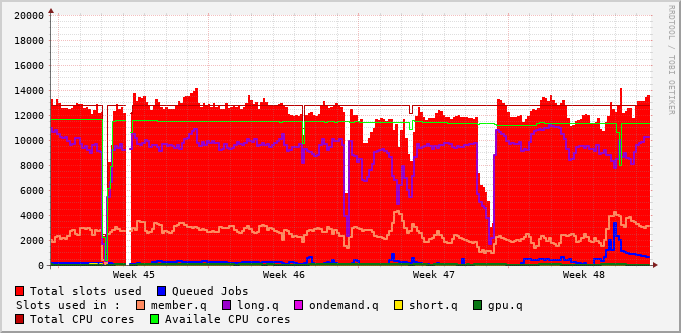 20000
18000
16000
14000
12000
10000
8000
6000
4000
2000
0
Week 45 Week 46 Week 47 Week 48
RRDTOOL / TOBI OETIKER
Total slots used Queued Jobs
Slots used in : member.q long.q ondemand.q short.q gpu.q
Total CPU cores Availale CPU cores